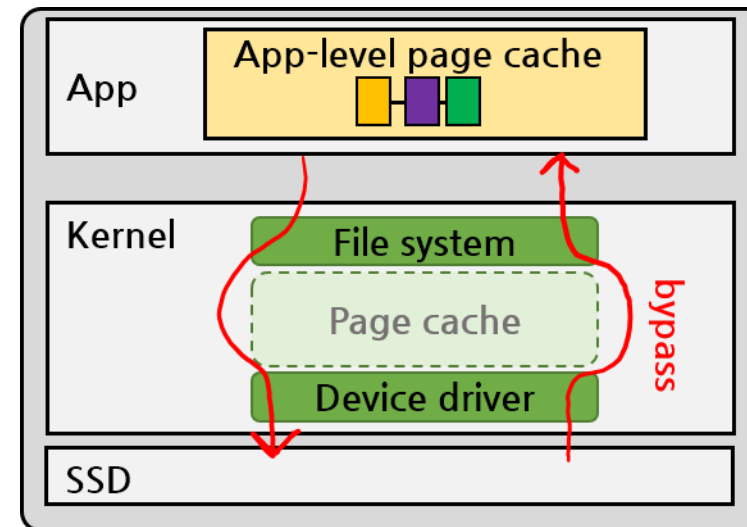 App-level page cache
App
Kernel
File system
Page cache
bypass
Device driver
SSD